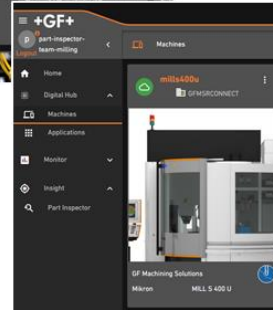 +GF+
part-inspector-
team-milling
Logout
Machines
Home
Digital Hub
Machines
Applications
Monitor
Insight
Part Inspector
mills400u
GFMSRCONNECT
GF Machining Solutions
Mikron MILL S 400 U